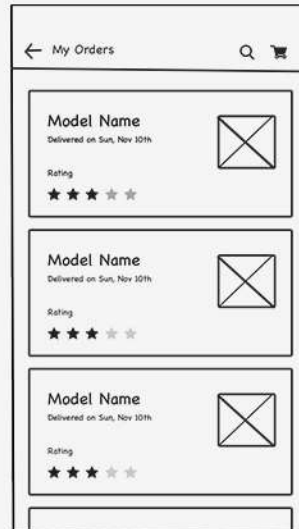 My Orders
Model Name
Delivered on Sun, Nov 10th
Rating
Model Name
Delivered on Sun, Nov 10th
Rating
Model Name
Delivered on Sun, Nov 10th
Rating